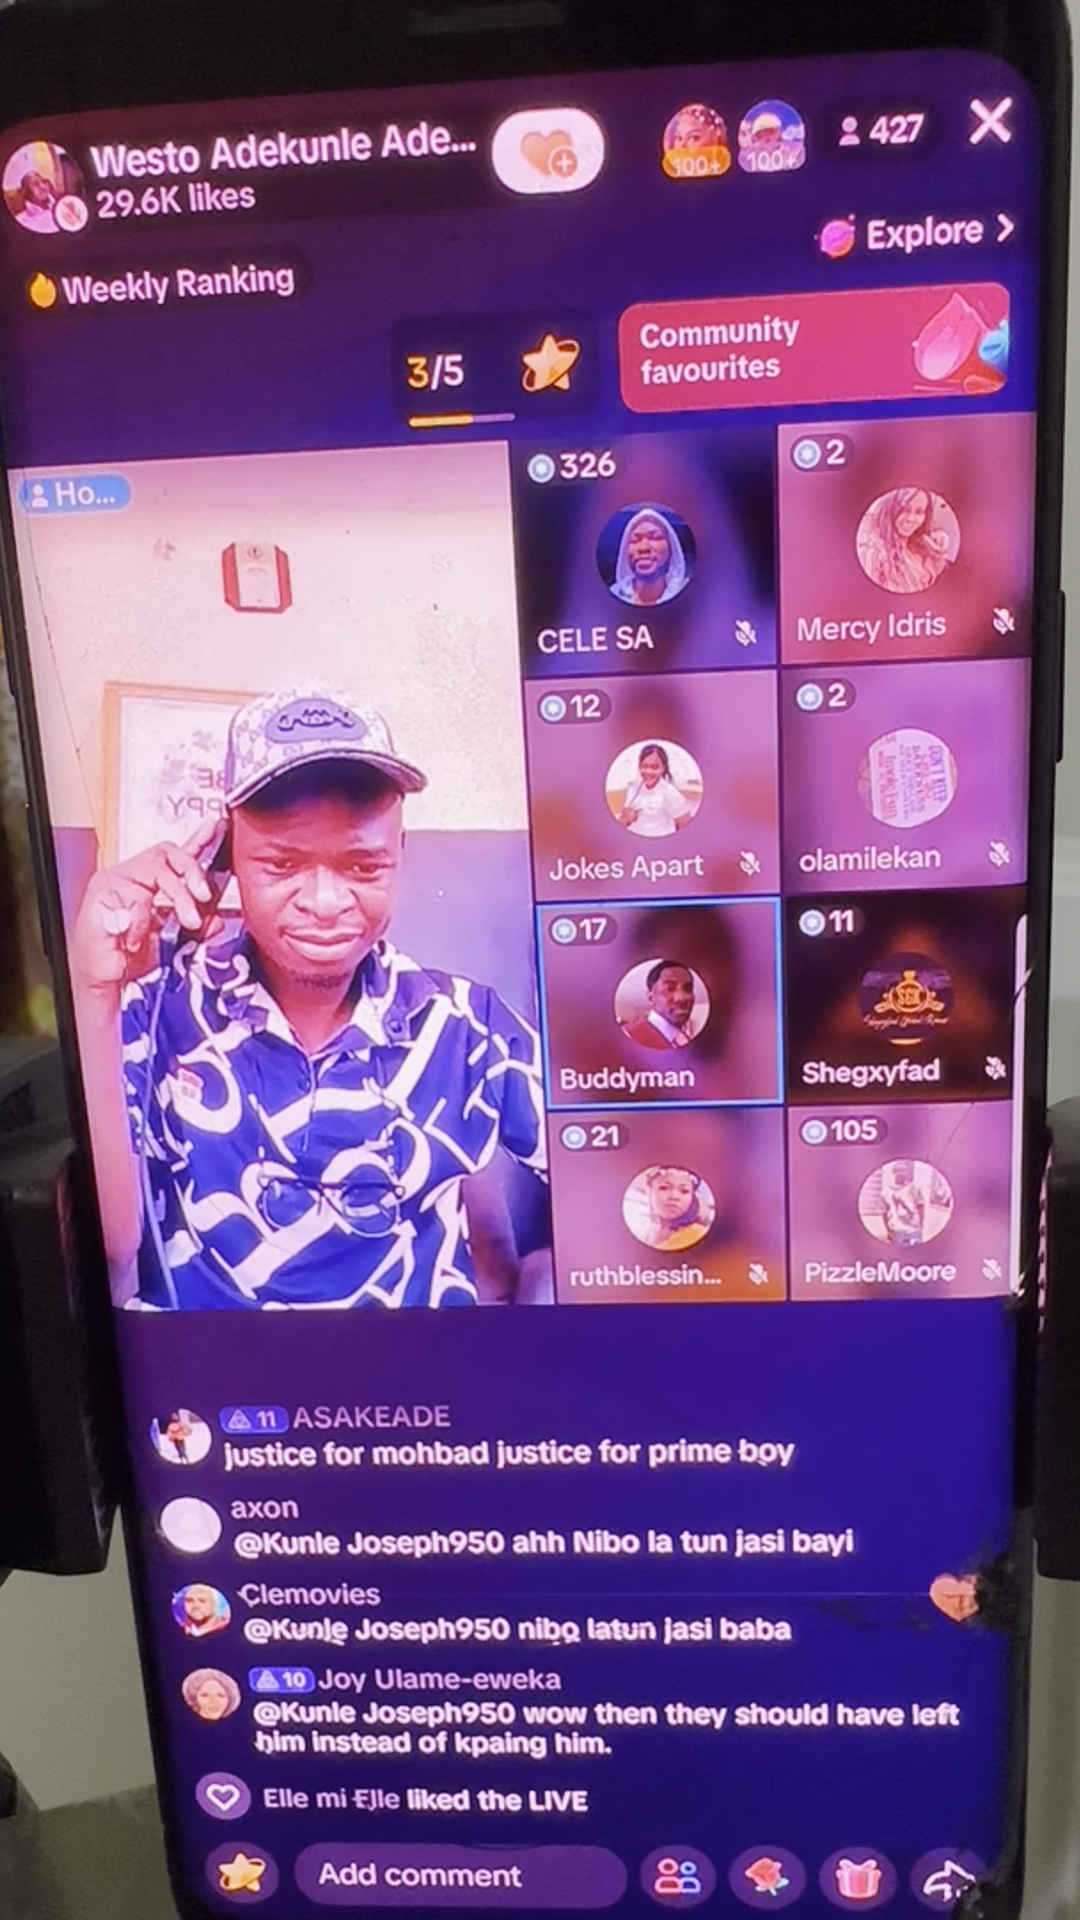 Westo Adekunle Ade...
29.6K likes
100+
100+
427
Explore >
Weekly Ranking
3/5
Community
favourites
Ho...
326
CELE SA
2
Mercy Idris
12
Jokes Apart
2
olamilekan
DON'T KEEP
17
Buddyman
11
SGX
Shegxyfad
21
ruthblessin...
105
PizzleMoore
11 ASAKEADE
justice for mohbad justice for prime boy
axon
@Kunle Joseph950 ahh Nibo la tun jasi bayi
Clemovies
@Kunle Joseph950 nibo latun jasi baba
10 Joy Ulame-eweka
@Kunle Joseph950 wow then they should have left
him instead of kpaing him.
Elle mi Elle liked the LIVE
Add comment